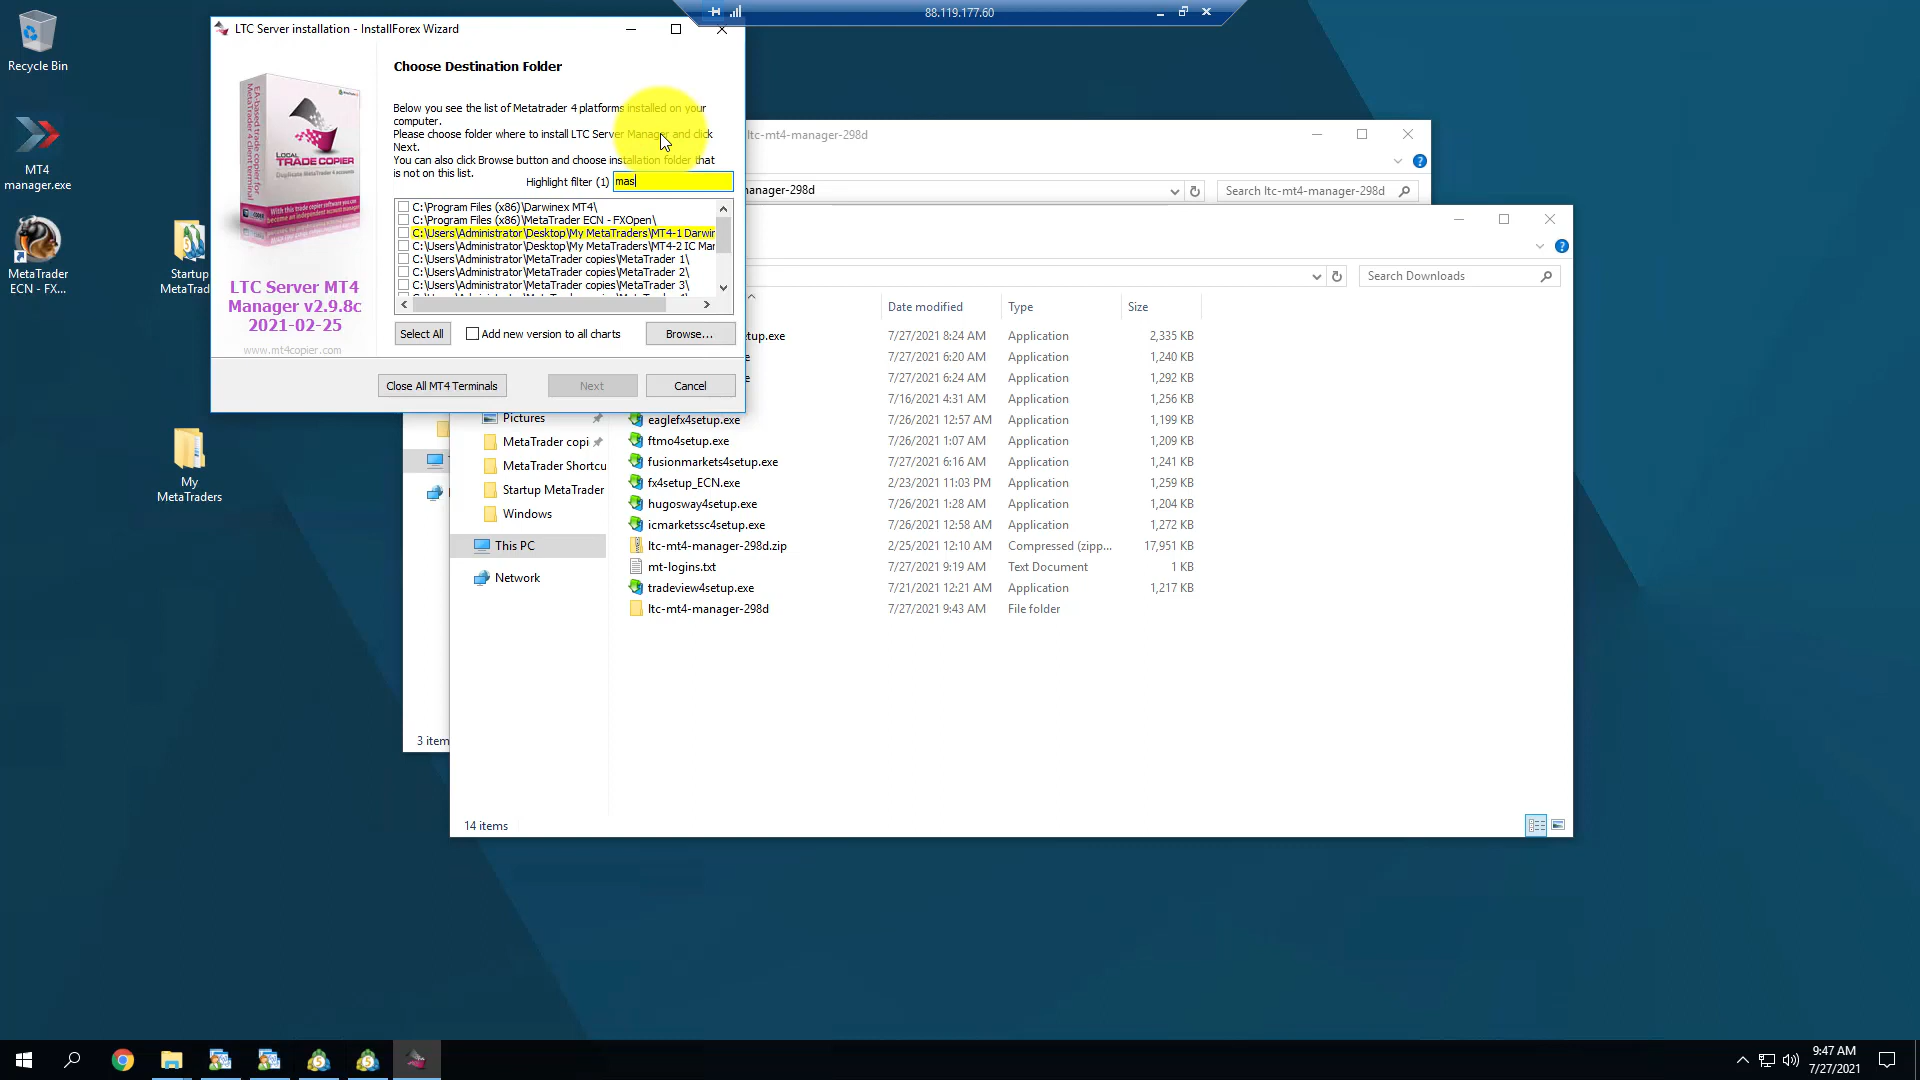 88.119.177.60
Recycle Bin
MT4
manager.exe
MetaTrader
ECN - FX...
Startup
MetaTrad
My
MetaTraders
LTC Server installation - InstallForex Wizard
EA-based trade copier for
MetaTrader 4 client terminal
LOCAL
TRADE COPIER
Duplicate MetaTrader 4 accounts
LTC Server MT4
Manager v2.9.8c
2021-02-25
www.mt4copier.com
Choose Destination Folder
Below you see the list of Metatrader 4 platforms installed on your
computer.
Please choose folder where to install LTC Server Manager and click
Next.
You can also click Browse button and choose installation folder that
is not on this list.
Highlight filter (1) mas
C:\Program Files (x86)\Darwinex MT4\
C:\Program Files (x86)\MetaTrader ECN - FXOpen\
C:\Users\Administrator\Desktop\My MetaTraders\MT4-1 Darwin
C:\Users\Administrator\Desktop\My MetaTraders\MT4-2 IC Mar
C:\Users\Administrator\MetaTrader copies\MetaTrader 1\
C:\Users\Administrator\MetaTrader copies\MetaTrader 2\
C:\Users\Administrator\MetaTrader copies\MetaTrader 3\
Select All
Add new version to all charts
Browse...
Close All MT4 Terminals
Next
Cancel
ltc-mt4-manager-298d
anager-298d
Search ltc-mt4-manager-298d
Search Downloads
Date modified Type Size
etup.exe 7/27/2021 8:24 AM Application 2,335 KB
e 7/27/2021 6:20 AM Application 1,240 KB
e 7/27/2021 6:24 AM Application 1,292 KB
7/16/2021 4:31 AM Application 1,256 KB
eaglefx4setup.exe 7/26/2021 12:57 AM Application 1,199 KB
ftmo4setup.exe 7/26/2021 1:07 AM Application 1,209 KB
fusionmarkets4setup.exe 7/27/2021 6:16 AM Application 1,241 KB
fx4setup_ECN.exe 2/23/2021 11:03 PM Application 1,259 KB
hugosway4setup.exe 7/26/2021 1:28 AM Application 1,204 KB
icmarketssc4setup.exe 7/26/2021 12:58 AM Application 1,272 KB
ltc-mt4-manager-298d.zip 2/25/2021 12:10 AM Compressed (zipp... 17,951 KB
mt-logins.txt 7/27/2021 9:19 AM Text Document 1 KB
tradeview4setup.exe 7/21/2021 12:21 AM Application 1,217 KB
ltc-mt4-manager-298d 7/27/2021 9:43 AM File folder
Pictures
MetaTrader copi
MetaTrader Shortcu
Startup MetaTrader
Windows
This PC
Network
3 item
14 items
9:47 AM
7/27/2021